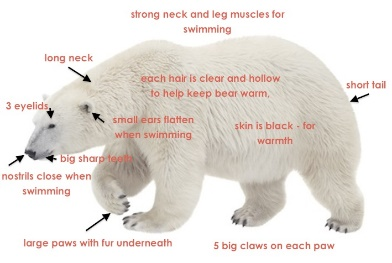 strong neck and leg muscles for
swimming
long neck
each hair is clear and hollow
to help keep bear warm,
short tail
3 eyelids
small ears flatten
when swimming
skin is black - for
warmth
big sharp teeth
nostrils close when
swimming
large paws with fur underneath
5 big claws on each paw